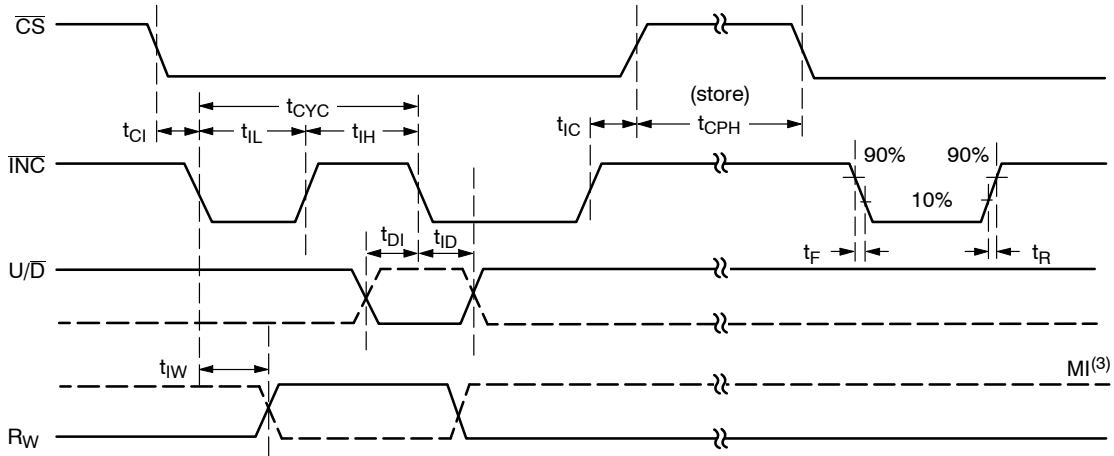 CS
(store)
tCYC
tCI tIL tIH tIC tCPH
INC 90% 90%
10%
tDI tID
tF tR
U/D
tIW
MI(3)
RW